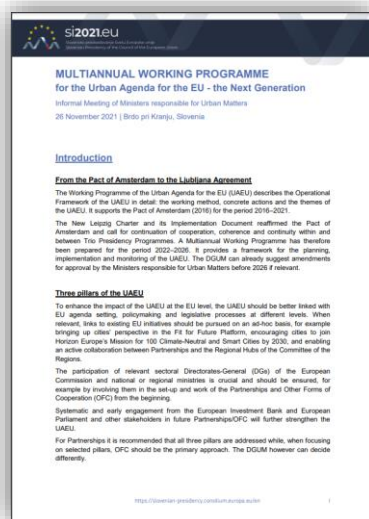 si2021.eu
MULTIANNUAL WORKING PROGRAMME
for the Urban Agenda for the EU - the Next Generation
Informal Meeting of Ministers responsible for Urban Matters
26 November 2021 | Brdo pri Kranju, Slovenia
Introduction
From the Pact of Amsterdam to the Ljubljana Agreement
The Working Programme of the Urban Agenda for the EU (UAEU) describes the Operational
Framework of the UAEU in detail: the working method, concrete actions and the themes of
the UAEU. It supports the Pact of Amsterdam (2016) for the period 2016–2021.
The New Leipzig Charter and its Implementation Document reaffirmed the Pact of
Amsterdam and call for continuation of cooperation, coherence and continuity within and
between Trio Presidency Programmes. A Multiannual Working Programme has therefore
been prepared for the period 2022–2026. It provides a framework for the planning,
implementation and monitoring of the UAEU. The DGUM can already suggest amendments
for approval by the Ministers responsible for Urban Matters before 2026 if relevant.
Three pillars of the UAEU
To enhance the impact of the UAEU at the EU level, the UAEU should be better linked with
EU agenda setting, policymaking and legislative processes at different levels. When
relevant, links to existing EU initiatives should be pursued on an ad-hoc basis, for example
bringing up cities' perspective in the Fit for Future Platform, encouraging cities to join
Horizon Europe's Mission for 100 Climate-Neutral and Smart Cities by 2030, and enabling
an active collaboration between Partnerships and the Regional Hubs of the Committee of the
Regions.
The participation of relevant sectoral Directorates-General (DGs) of the European
Commission and national or regional ministries is crucial and should be ensured, for
example by involving them in the set-up and work of the Partnerships and Other Forms of
Cooperation (OFC) from the beginning.
Systematic and early engagement from the European Investment Bank and European
Parliament and other stakeholders in future Partnerships/OFC will further strengthen the
UAEU.
For Partnerships it is recommended that all three pillars are addressed while, when focusing
on selected pillars, OFC should be the primary approach. The DGUM however can decide
differently.
https://slovenian-presidency.consilium.europa.eu/en